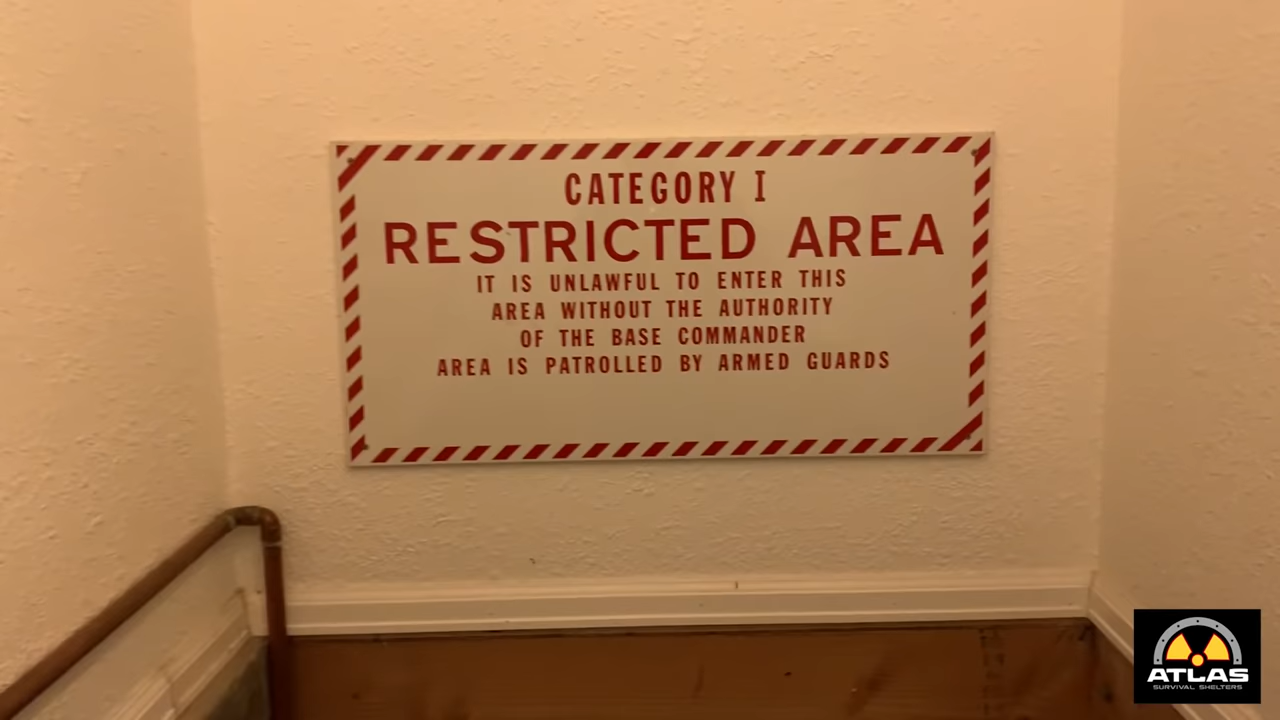 CATEGORY I
RESTRICTED AREA
IT IS UNLAWFUL TO ENTER THIS
AREA WITHOUT THE AUTHORITY
OF THE BASE COMMANDER
AREA IS PATROLLED BY ARMED GUARDS
ATLAS
SURVIVAL SHELTERS